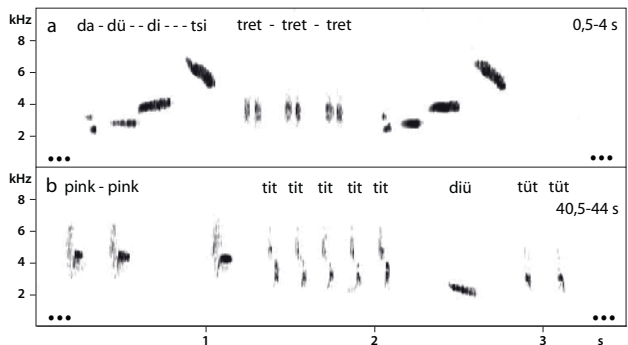 kHz
a da - dü - - di - - - tsi tret - tret - tret 0,5-4 s
8
6
4
2
kHz
b pink - pink tit tit tit tit tit diü tüt tüt
40,5-44 s
8
6
4
2
1 2 3 s